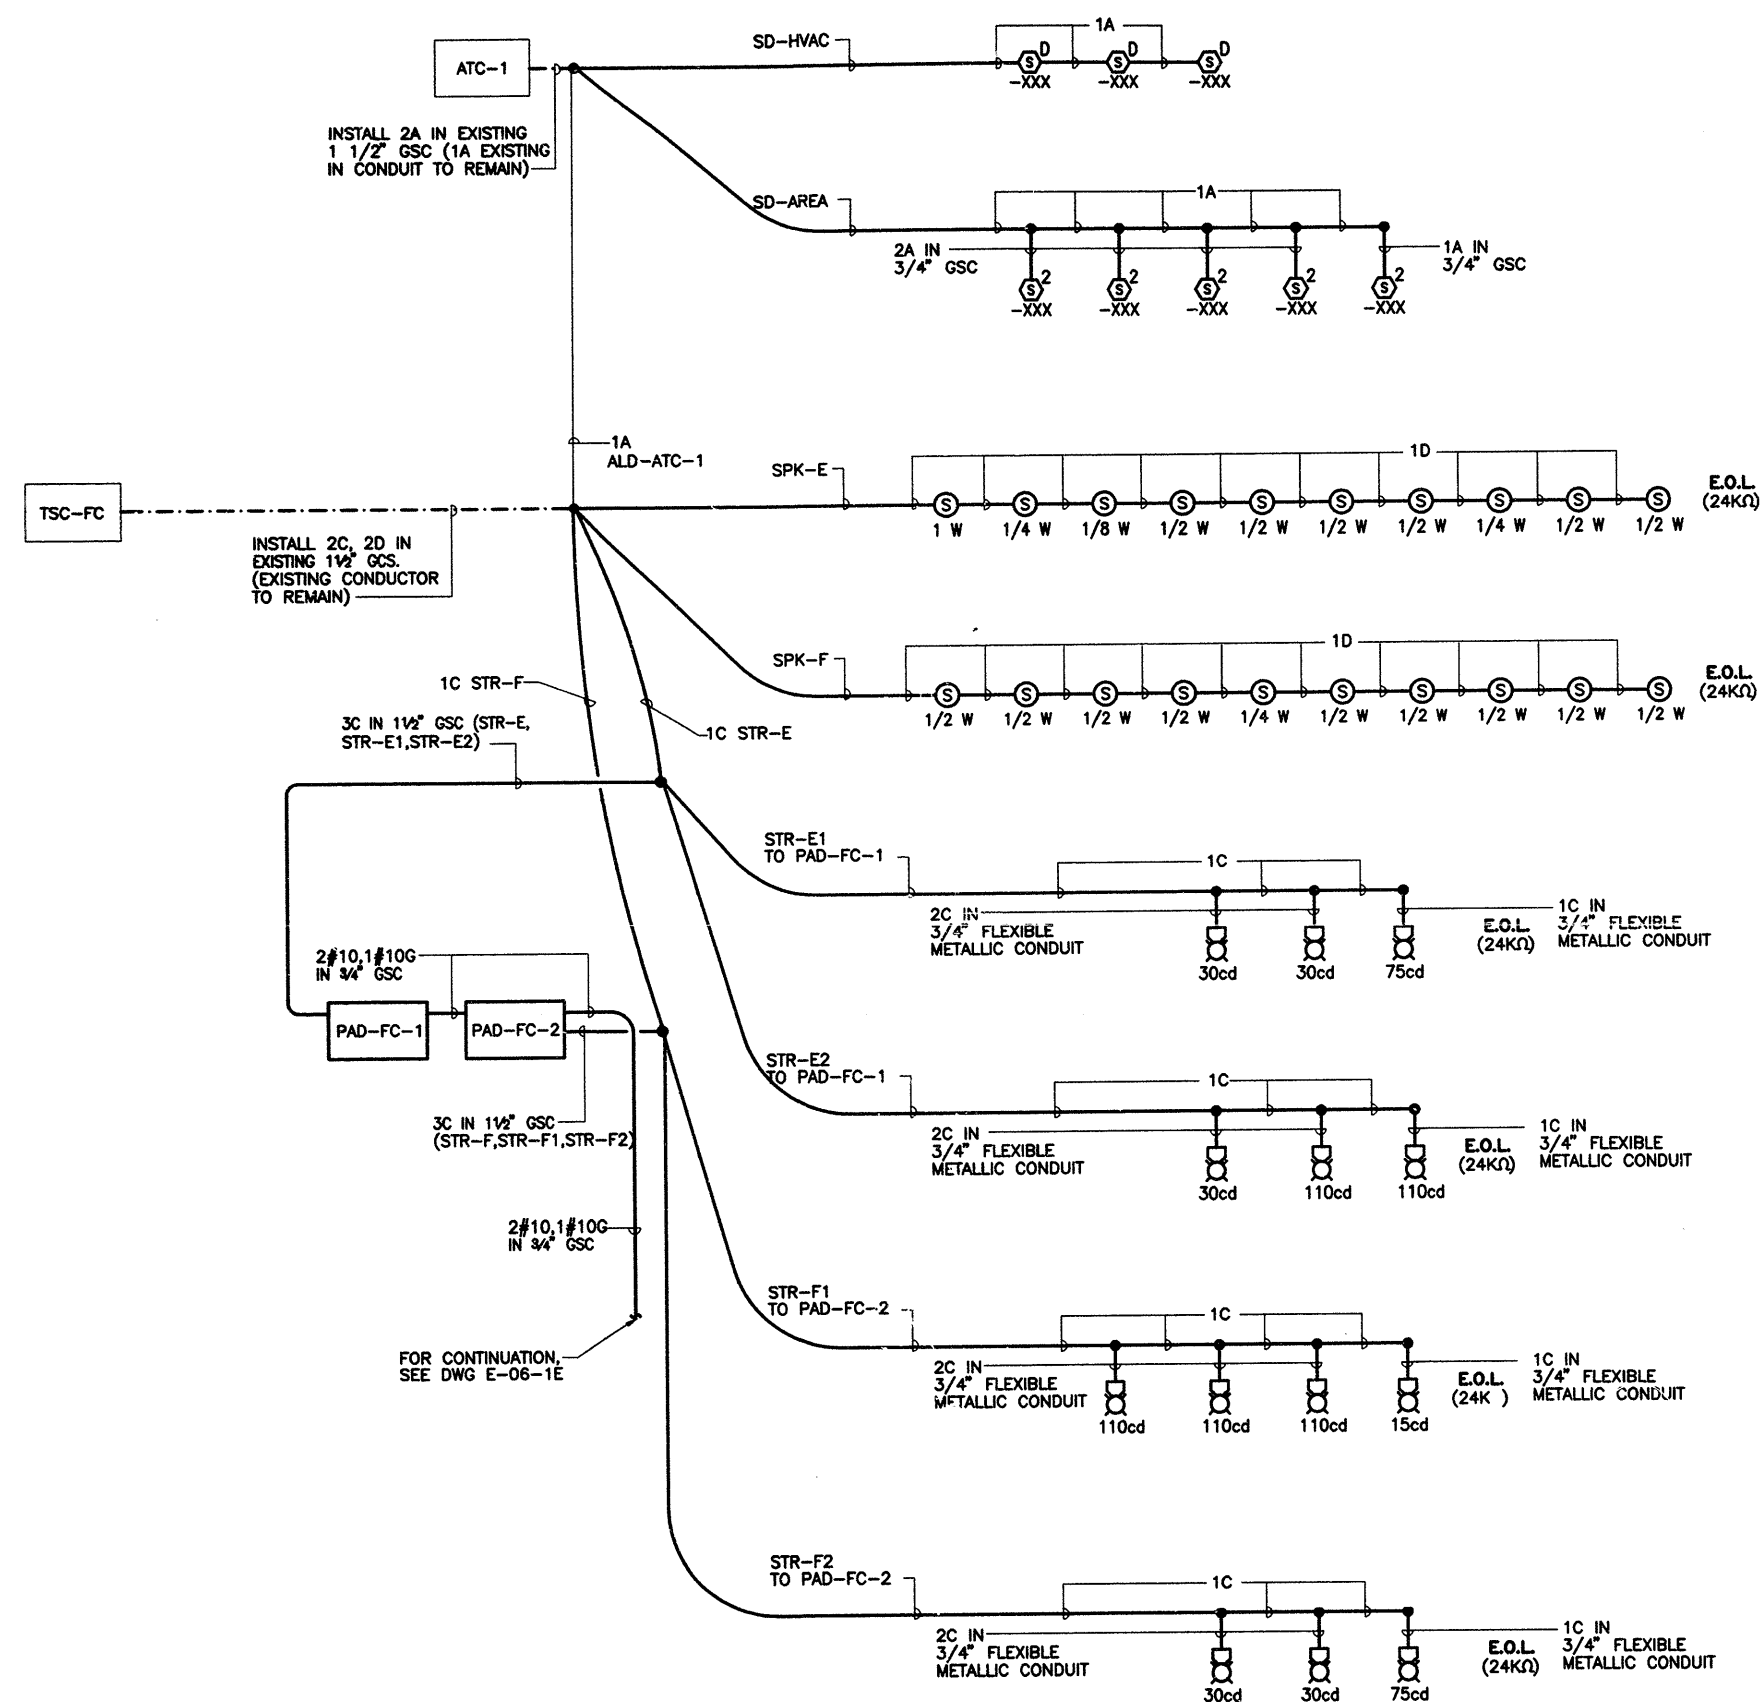 SD-HVAC
1A
ATC-1
D D D
S S S
-XXX -XXX -XXX
INSTALL 2A IN EXISTING
1 1/2" GSC (1A EXISTING
IN CONDUIT TO REMAIN)
SD-AREA
1A
2A IN
3/4" GSC
1A IN
3/4" GSC
2 2 2 2 2
S S S S S
-XXX -XXX -XXX -XXX -XXX
1A
ALD-ATC-1
SPK-E
1D
TSC-FC
S S S S S S S S S S
1 W 1/4 W 1/8 W 1/2 W 1/2 W 1/2 W 1/2 W 1/4 W 1/2 W 1/2 W
E.O.L.
(24KΩ)
INSTALL 2C, 2D IN
EXISTING 1½" GCS.
(EXISTING CONDUCTOR
TO REMAIN)
SPK-F
1D
S S S S S S S S S S
1/2 W 1/2 W 1/2 W 1/2 W 1/4 W 1/2 W 1/2 W 1/2 W 1/2 W 1/2 W
E.O.L.
(24KΩ)
1C STR-F
1C STR-E
3C IN 11½" GSC (STR-E,
STR-E1,STR-E2)
STR-E1
TO PAD-FC-1
1C
2C IN
3/4" FLEXIBLE
METALLIC CONDUIT
30cd 30cd 75cd
E.O.L.
(24KΩ)
1C IN
3/4" FLEXIBLE
METALLIC CONDUIT
2#10,1#10G
IN 3/4" GSC
PAD-FC-1
PAD-FC-2
STR-E2
TO PAD-FC-1
1C
2C IN
3/4" FLEXIBLE
METALLIC CONDUIT
30cd 110cd 110cd
E.O.L.
(24KΩ)
1C IN
3/4" FLEXIBLE
METALLIC CONDUIT
3C IN 11½" GSC
(STR-F,STR-F1,STR-F2)
2#10,1#10G
IN 3/4" GSC
STR-F1
TO PAD-FC-2
1C
2C IN
3/4" FLEXIBLE
METALLIC CONDUIT
110cd 110cd 110cd 15cd
E.O.L.
(24K )
1C IN
3/4" FLEXIBLE
METALLIC CONDUIT
FOR CONTINUATION,
SEE DWG E-06-1E
STR-F2
TO PAD-FC-2
1C
2C IN
3/4" FLEXIBLE
METALLIC CONDUIT
30cd 30cd 75cd
E.O.L.
(24KΩ)
1C IN
3/4" FLEXIBLE
METALLIC CONDUIT